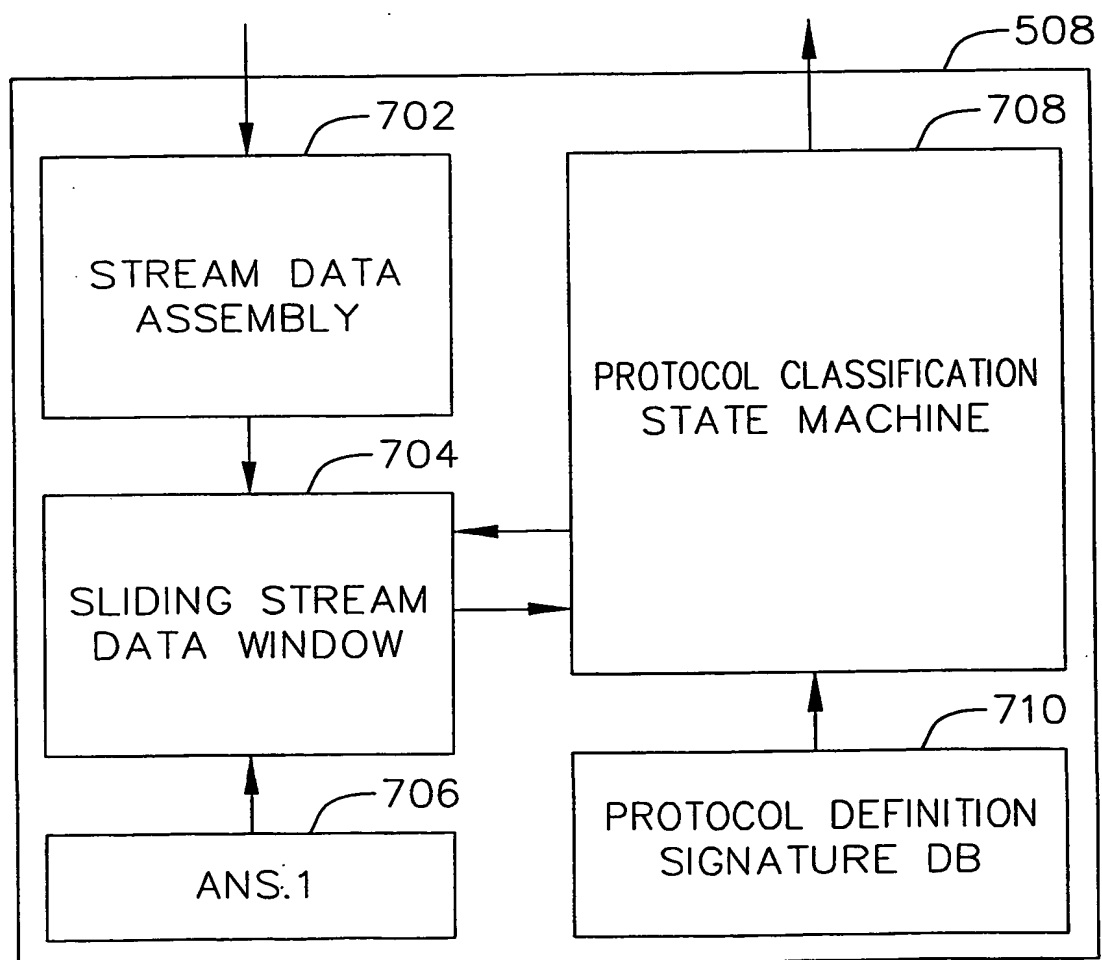 508
702
STREAM DATA
ASSEMBLY
704
SLIDING STREAM
DATA WINDOW
706
ANS.1
708
PROTOCOL CLASSIFICATION
STATE MACHINE
710
PROTOCOL DEFINITION
SIGNATURE DB